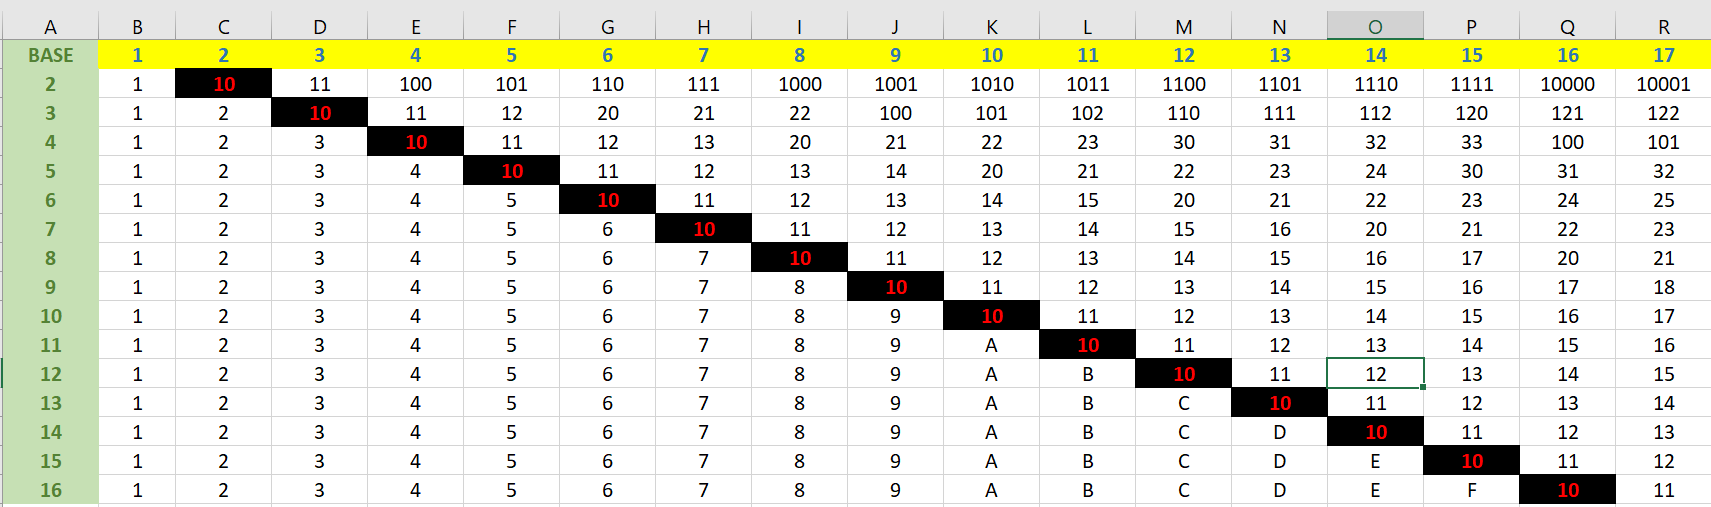 A B C D E F G H I J K L M N O P Q R
BASE 1 2 3 4 5 6 7 8 9 10 11 12 13 14 15 16 17
2 1 10 11 100 101 110 111 1000 1001 1010 1011 1100 1101 1110 1111 10000 10001
3 1 2 10 11 12 20 21 22 100 101 102 110 111 112 120 121 122
4 1 2 3 10 11 12 13 20 21 22 23 30 31 32 33 100 101
5 1 2 3 4 10 11 12 13 14 20 21 22 23 24 30 31 32
6 1 2 3 4 5 10 11 12 13 14 15 20 21 22 23 24 25
7 1 2 3 4 5 6 10 11 12 13 14 15 16 20 21 22 23
8 1 2 3 4 5 6 7 10 11 12 13 14 15 16 17 20 21
9 1 2 3 4 5 6 7 8 10 11 12 13 14 15 16 17 18
10 1 2 3 4 5 6 7 8 9 10 11 12 13 14 15 16 17
11 1 2 3 4 5 6 7 8 9 A 10 11 12 13 14 15 16
12 1 2 3 4 5 6 7 8 9 A B 10 11 12 13 14 15
13 1 2 3 4 5 6 7 8 9 A B C 10 11 12 13 14
14 1 2 3 4 5 6 7 8 9 A B C D 10 11 12 13
15 1 2 3 4 5 6 7 8 9 A B C D E 10 11 12
16 1 2 3 4 5 6 7 8 9 A B C D E F 10 11